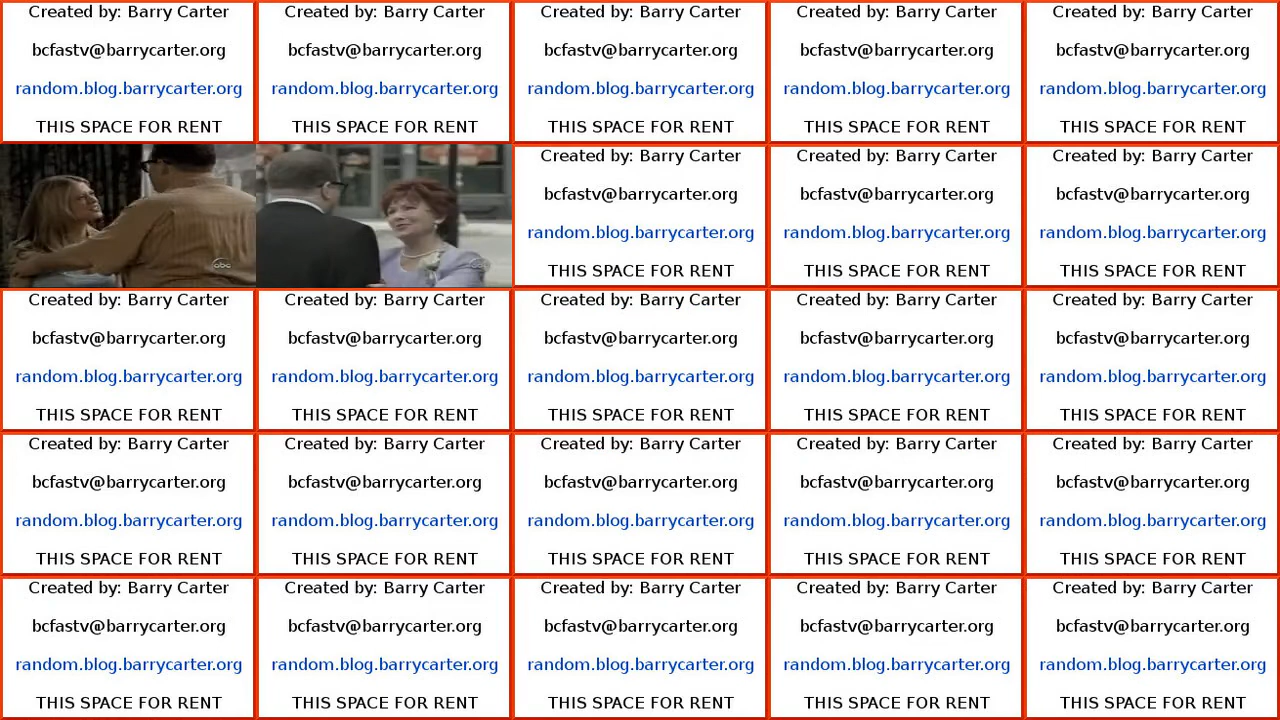 Created by: Barry Carter
bcfastv@barrycarter.org
random.blog.barrycarter.org
THIS SPACE FOR RENT
Created by: Barry Carter
bcfastv@barrycarter.org
random.blog.barrycarter.org
THIS SPACE FOR RENT
Created by: Barry Carter
bcfastv@barrycarter.org
random.blog.barrycarter.org
THIS SPACE FOR RENT
Created by: Barry Carter
bcfastv@barrycarter.org
random.blog.barrycarter.org
THIS SPACE FOR RENT
Created by: Barry Carter
bcfastv@barrycarter.org
random.blog.barrycarter.org
THIS SPACE FOR RENT
abc
Created by: Barry Carter
bcfastv@barrycarter.org
random.blog.barrycarter.org
THIS SPACE FOR RENT
Created by: Barry Carter
bcfastv@barrycarter.org
random.blog.barrycarter.org
THIS SPACE FOR RENT
Created by: Barry Carter
bcfastv@barrycarter.org
random.blog.barrycarter.org
THIS SPACE FOR RENT
Created by: Barry Carter
bcfastv@barrycarter.org
random.blog.barrycarter.org
THIS SPACE FOR RENT
Created by: Barry Carter
bcfastv@barrycarter.org
random.blog.barrycarter.org
THIS SPACE FOR RENT
Created by: Barry Carter
bcfastv@barrycarter.org
random.blog.barrycarter.org
THIS SPACE FOR RENT
Created by: Barry Carter
bcfastv@barrycarter.org
random.blog.barrycarter.org
THIS SPACE FOR RENT
Created by: Barry Carter
bcfastv@barrycarter.org
random.blog.barrycarter.org
THIS SPACE FOR RENT
Created by: Barry Carter
bcfastv@barrycarter.org
random.blog.barrycarter.org
THIS SPACE FOR RENT
Created by: Barry Carter
bcfastv@barrycarter.org
random.blog.barrycarter.org
THIS SPACE FOR RENT
Created by: Barry Carter
bcfastv@barrycarter.org
random.blog.barrycarter.org
THIS SPACE FOR RENT
Created by: Barry Carter
bcfastv@barrycarter.org
random.blog.barrycarter.org
THIS SPACE FOR RENT
Created by: Barry Carter
bcfastv@barrycarter.org
random.blog.barrycarter.org
THIS SPACE FOR RENT
Created by: Barry Carter
bcfastv@barrycarter.org
random.blog.barrycarter.org
THIS SPACE FOR RENT
Created by: Barry Carter
bcfastv@barrycarter.org
random.blog.barrycarter.org
THIS SPACE FOR RENT
Created by: Barry Carter
bcfastv@barrycarter.org
random.blog.barrycarter.org
THIS SPACE FOR RENT
Created by: Barry Carter
bcfastv@barrycarter.org
random.blog.barrycarter.org
THIS SPACE FOR RENT
Created by: Barry Carter
bcfastv@barrycarter.org
random.blog.barrycarter.org
THIS SPACE FOR RENT